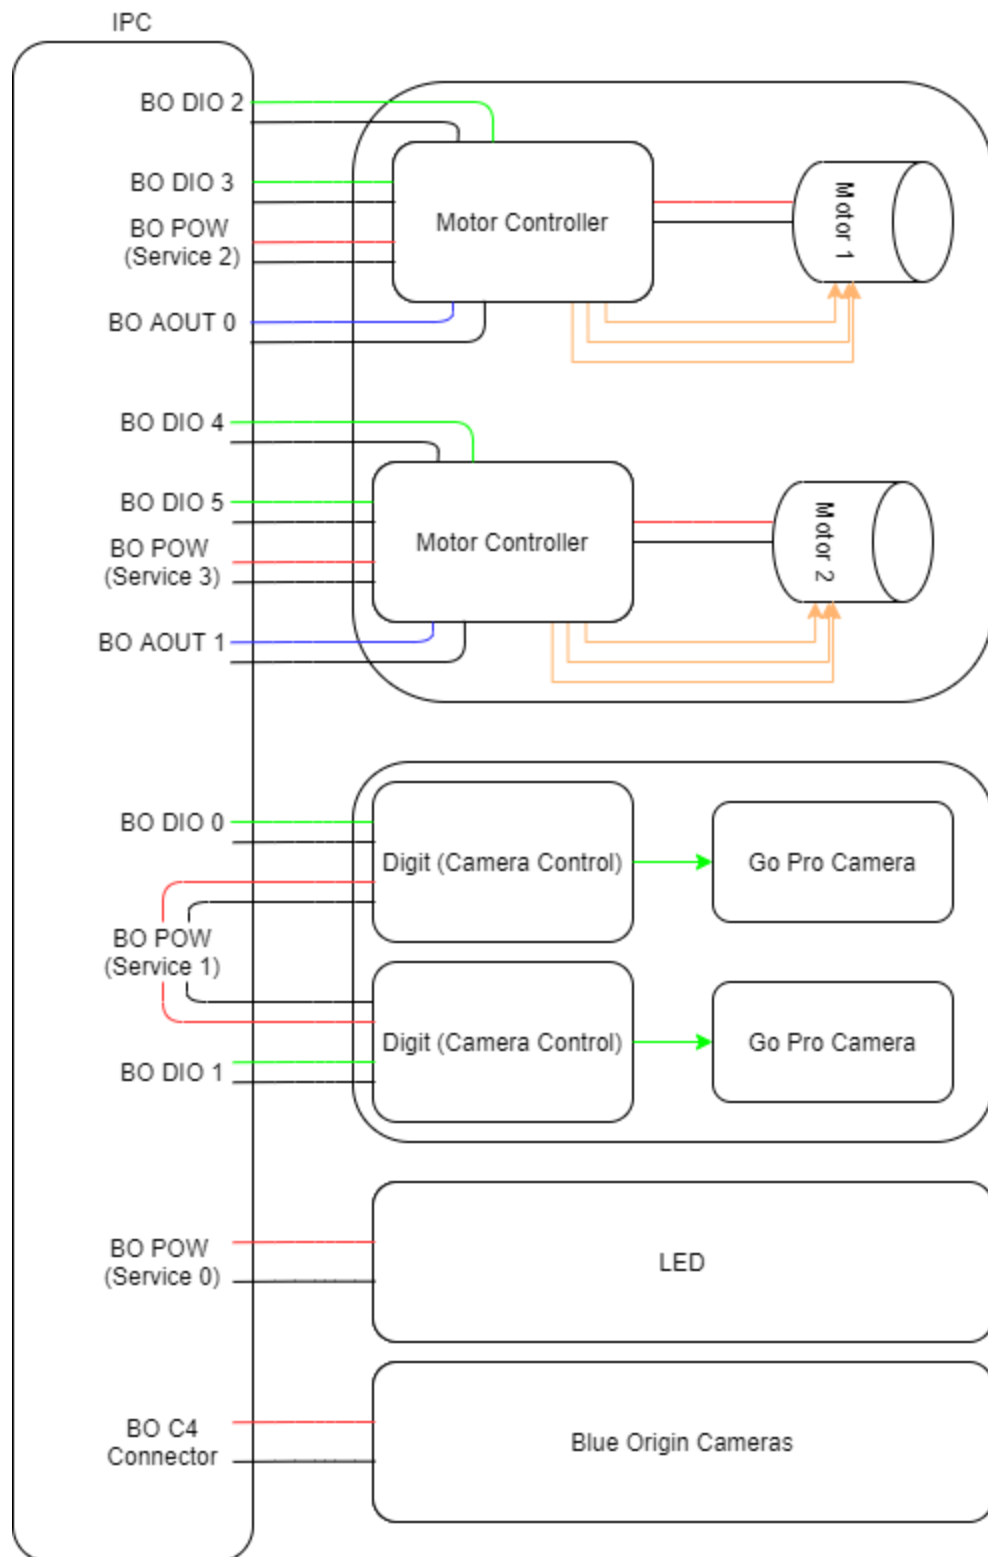 IPC
BO DIO 2
BO DIO 3
BO POW
(Service 2)
BO AOUT 0
Motor Controller
Motor 1
BO DIO 4
BO DIO 5
BO POW
(Service 3)
BO AOUT 1
Motor Controller
Motor 2
BO DIO 0
Digit (Camera Control)
Go Pro Camera
BO POW
(Service 1)
Digit (Camera Control)
Go Pro Camera
BO DIO 1
BO POW
(Service 0)
LED
BO C4
Connector
Blue Origin Cameras